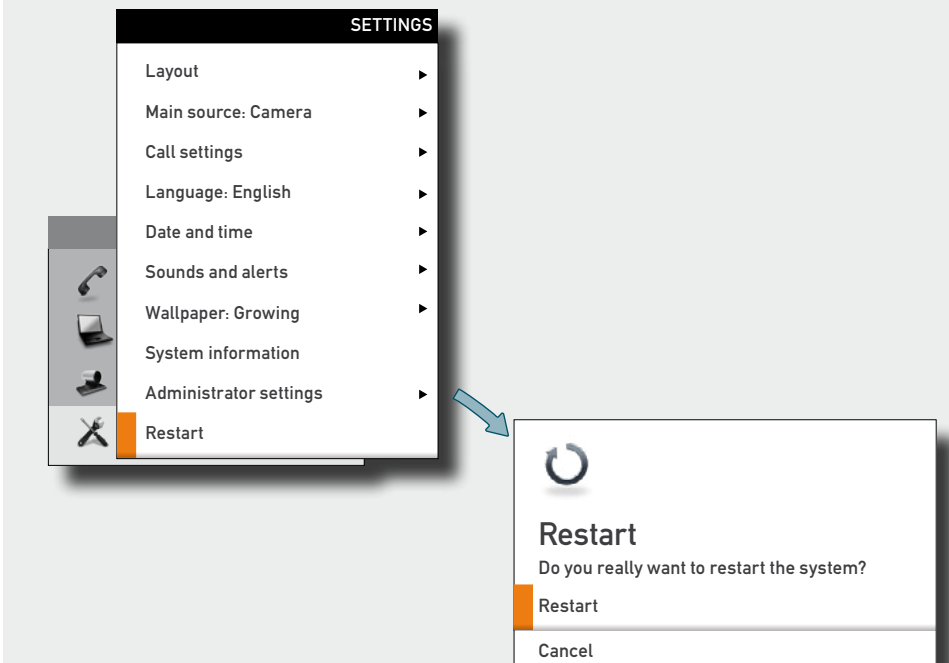 SETTINGS
Layout
Main source: Camera
Call settings
Language: English
Date and time
Sounds and alerts
Wallpaper: Growing
System information
Administrator settings
Restart
Restart
Do you really want to restart the system?
Restart
Cancel